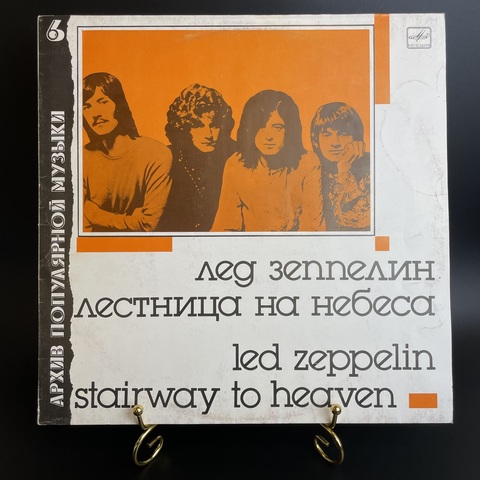 6
АРХИВ ПОПУЛЯРНОЙ МУЗЫКИ
лед зеппелин
лестница на небеса
led zeppelin
stairway to heaven